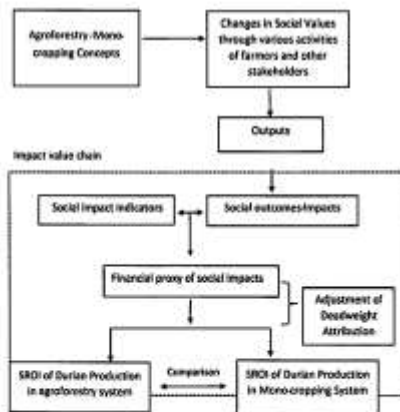 Agroforestry -Mono-
cropping Concepts
Changes in Social Values
through various activities
of farmers and other
stakeholders
Outputs
Impact value chain
Social impact indicators
Social outcomes/impacts
Financial proxy of social impacts
Adjustment of
Deadweight
Attribution
SROI of Durian Production
in agroforestry system
Comparison
SROI of Durian Production
in Mono-cropping System